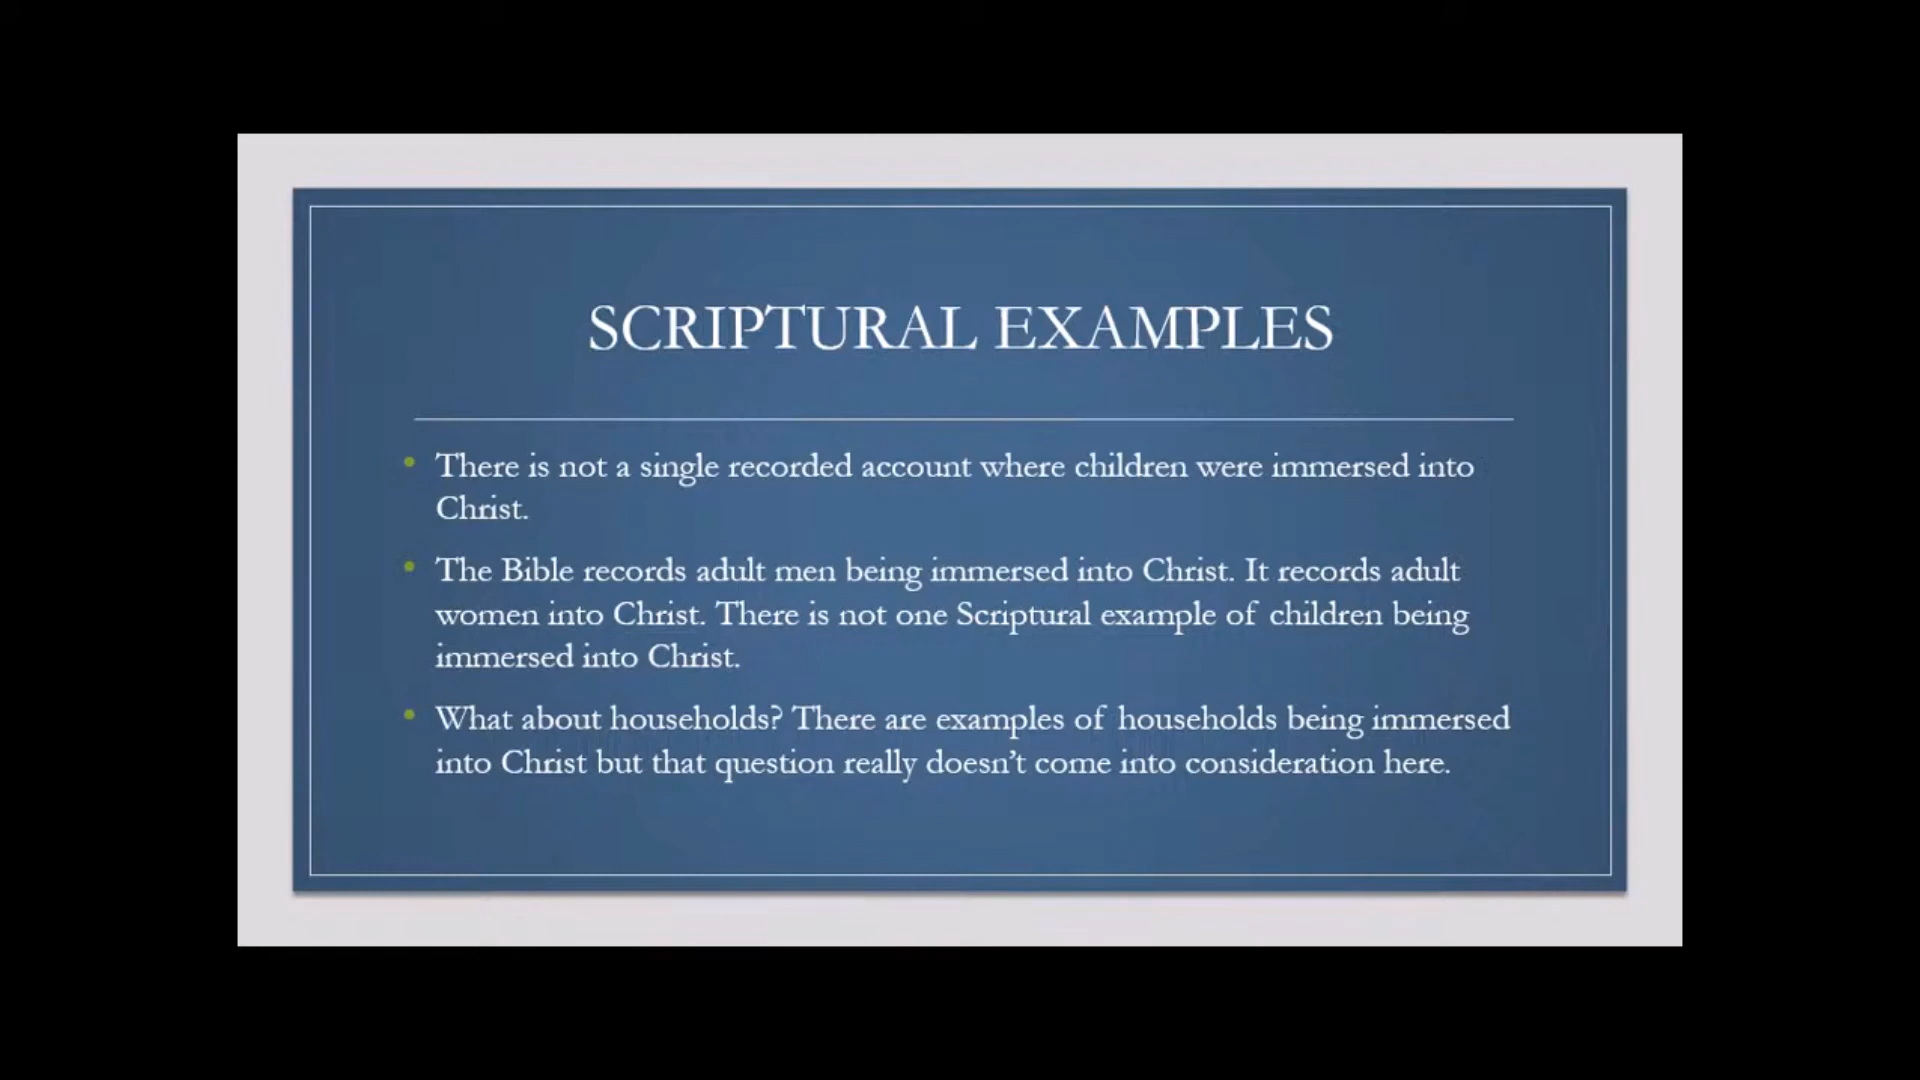 SCRIPTURAL EXAMPLES
• There is not a single recorded account where children were immersed into
Christ.
• The Bible records adult men being immersed into Christ. It records adult
women into Christ. There is not one Scriptural example of children being
immersed into Christ.
• What about households? There are examples of households being immersed
into Christ but that question really doesn’t come into consideration here.